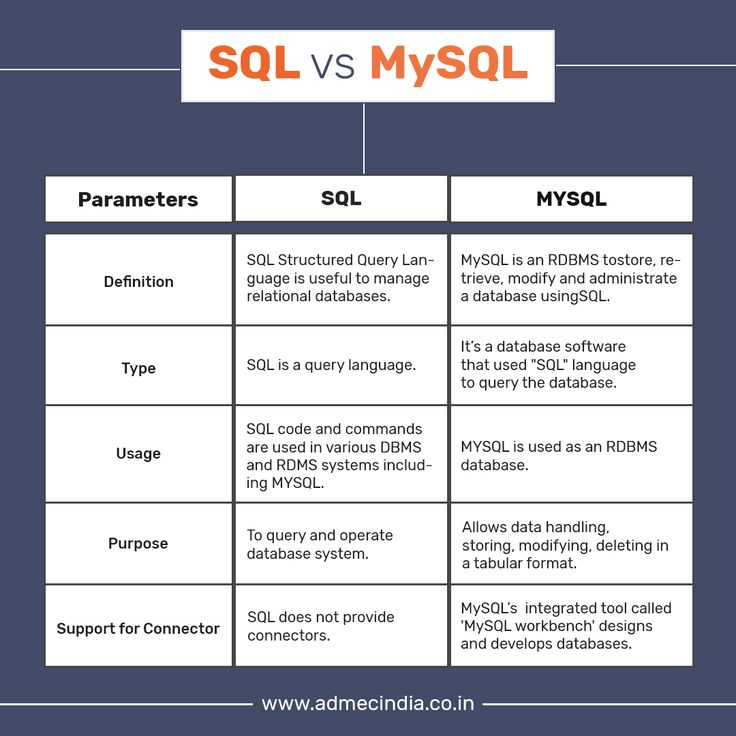 SQL vs MySQL
Parameters
SQL
MYSQL
Definition
SQL Structured Query Lan-
guage is useful to manage
relational databases.
MySQL is an RDBMS tostore, re-
trieve, modify and administrate
a database usingSQL.
Type
SQL is a query language.
It’s a database software
that used "SQL" language
to query the database.
Usage
SQL code and commands
are used in various DBMS
and RDMS systems includ-
ing MYSQL.
MYSQL is used as an RDBMS
database.
Purpose
To query and operate
database system.
Allows data handling,
storing, modifying, deleting in
a tabular format.
Support for Connector
SQL does not provide
connectors.
MySQL’s integrated tool called
'MySQL workbench' designs
and develops databases.
www.admecindia.co.in